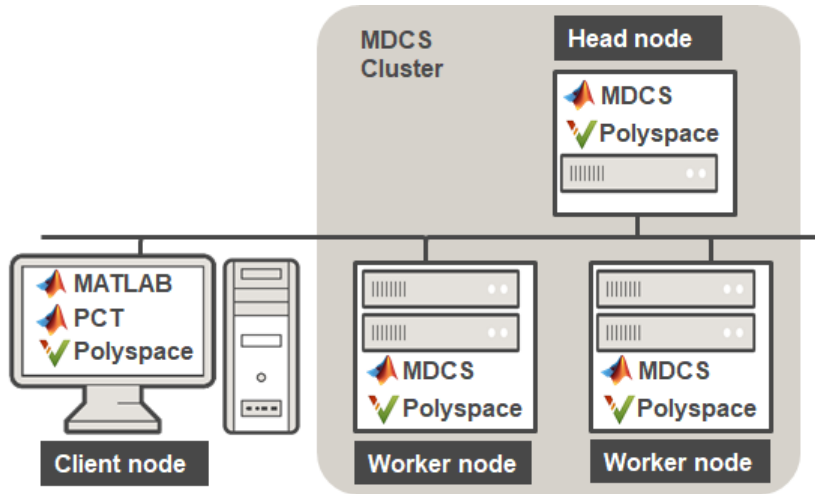 MDCS
Cluster
Head node
MDCS
Polyspace
MATLAB
PCT
Polyspace
Client node
MDCS
Polyspace
Worker node
MDCS
Polyspace
Worker node